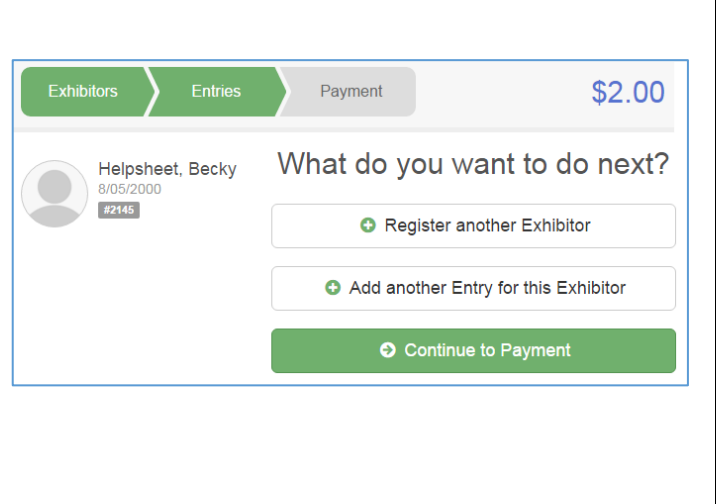 Exhibitors Entries Payment $2.00
Helpsheet, Becky
8/05/2000
#2145
What do you want to do next?
Register another Exhibitor
Add another Entry for this Exhibitor
Continue to Payment